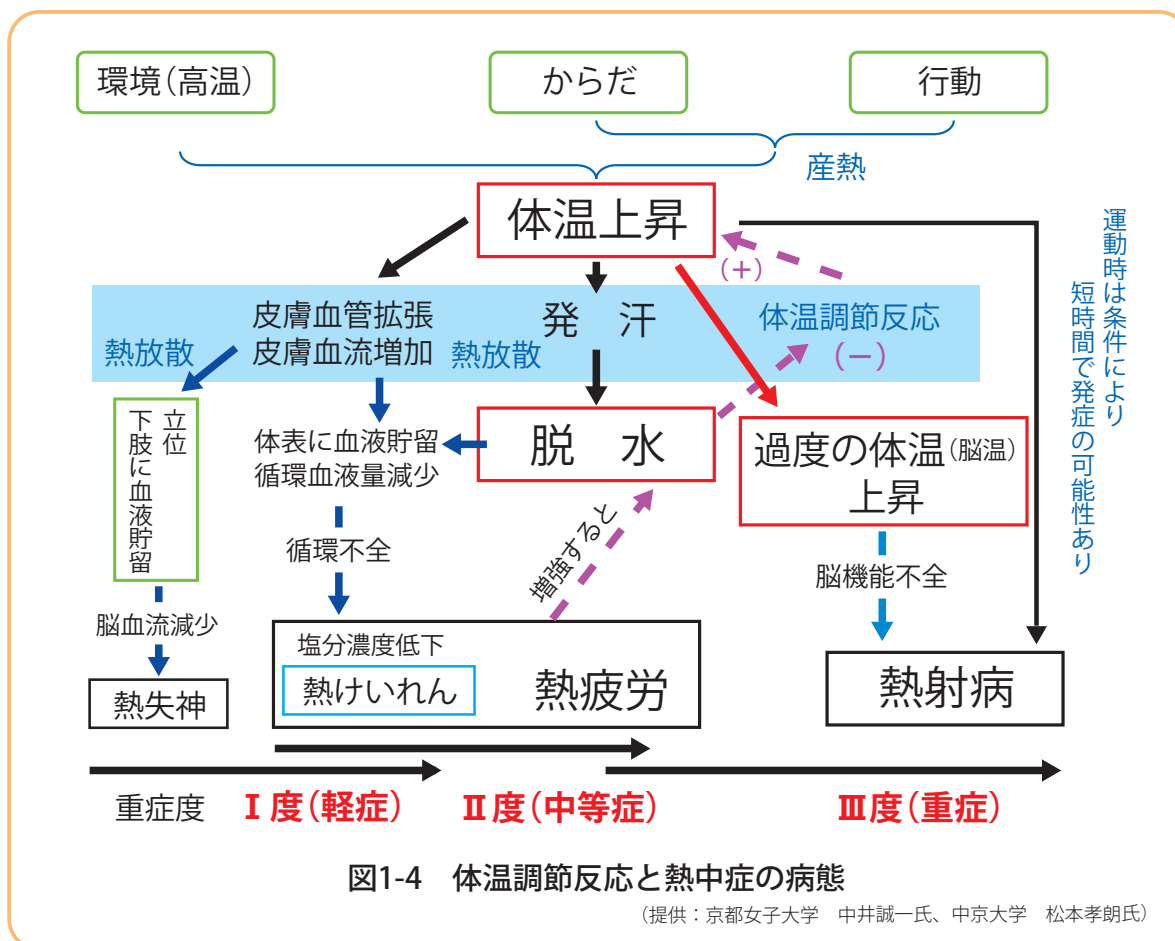 環境（高温）
からだ
行動
産熱
体温上昇
運動時は条件により
短時間で発症の可能性あり
（＋）
皮膚血管拡張
皮膚血流増加
熱放散
発　汗
熱放散
体温調節反応
（－）
立位
下肢に血液貯留
体表に血液貯留
循環血液量減少
脱　水
過度の体温（脳温）
上昇
循環不全
増強すると
脳機能不全
脳血流減少
熱失神
塩分濃度低下
熱けいれん
熱疲労
熱射病
重症度
Ⅰ度（軽症）
Ⅱ度（中等症）
Ⅲ度（重症）
図1-4　体温調節反応と熱中症の病態
（提供：京都女子大学　中井誠一氏、中京大学　松本孝朗氏）